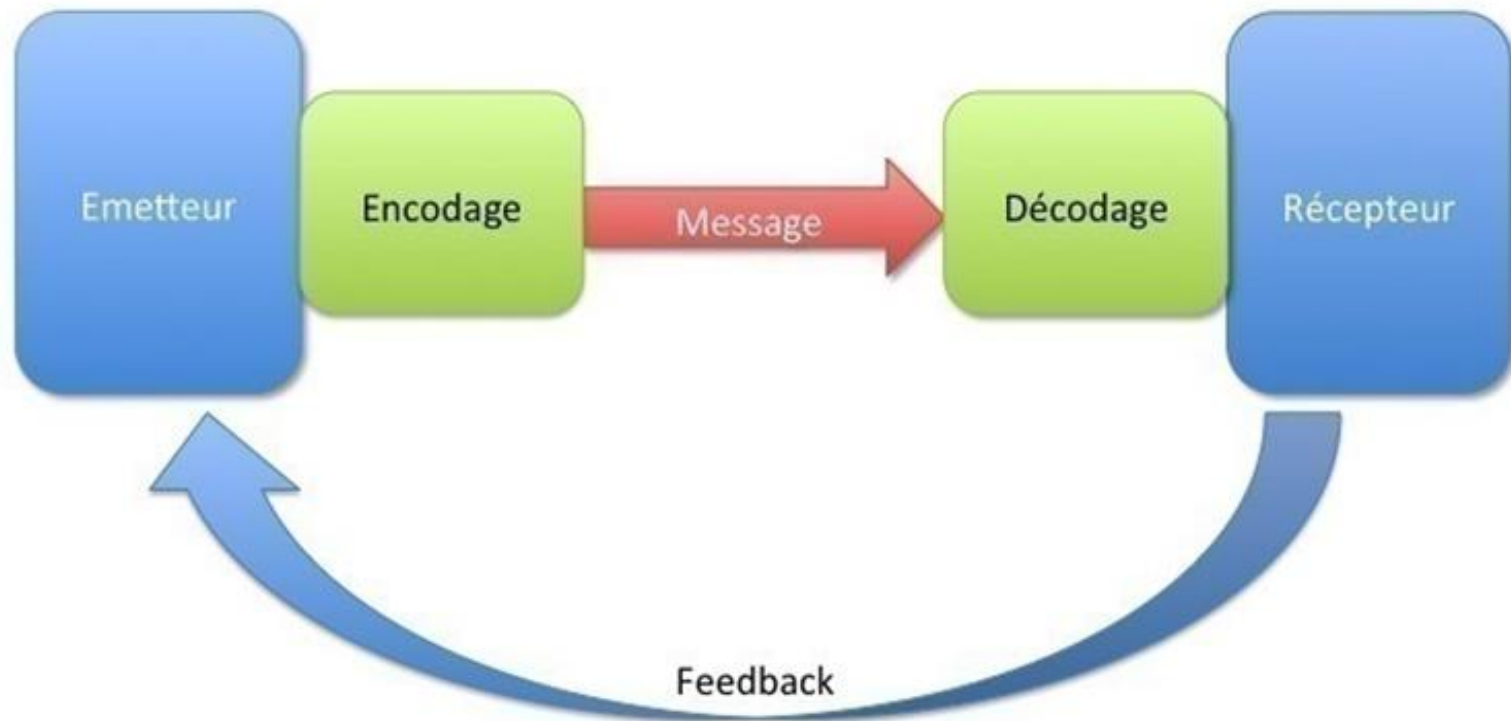 Emetteur
Encodage
Message
Décodage
Récepteur
Feedback